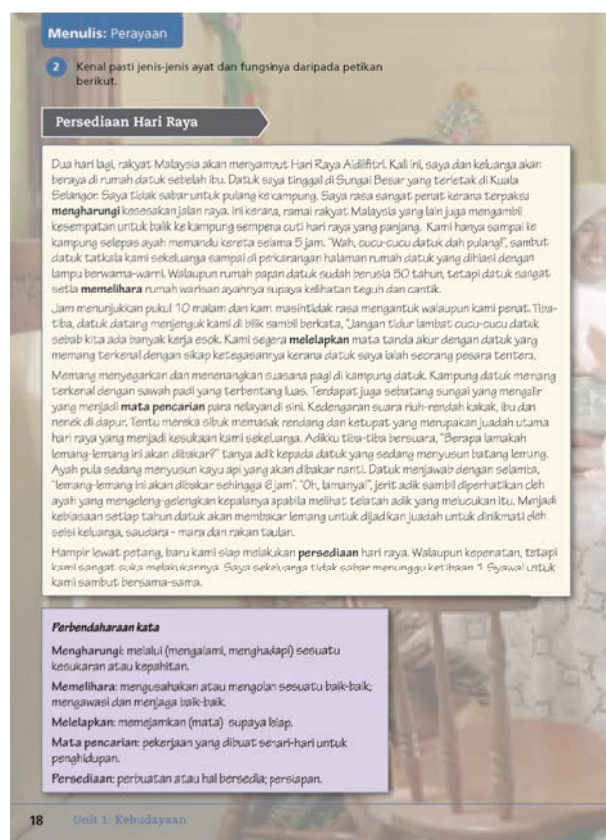 Menulis: Perayaan
2 Kenal pasti jenis-jenis ayat dan fungsinya daripada petikan
berikut.
Persediaan Hari Raya
Dua hari lagi, rakyat Malaysia akan menyambut Hari Raya Aidilfitri. Kali ini, saya dan keluarga akan
beraya di rumah datuk sebelah ibu. Datuk saya tinggal di Sungai Besar yang terletak di Kuala
Selangor. Saya tidak sabar untuk pulang ke kampung. Saya rasa sangat penat kerana terpaksa
mengharungi kesesakan jalan raya. Ini kerana, ramai rakyat Malaysia yang lain juga mengambil
kesempatan untuk balik ke kampung sempena cuti hari raya yang panjang. Kami hanya sampai ke
kampung selepas ayah memandu kereta selama 5 jam. "Wah, cucu-cucu datuk dah pulang!", sambut
datuk tatkala kami sekeluarga sampai di perkarangan halaman rumah datuk yang dihiasi dengan
lampu berwarna-warni. Walaupun rumah papan datuk sudah berusia 50 tahun, tetapi datuk sangat
setia memelihara rumah warisan ayahnya supaya kelihatan teguh dan cantik.
Jam menunjukkan pukul 10 malam dan kami masih tidak rasa mengantuk walaupun kami penat. Tiba-
tiba, datuk datang menjenguk kami di bilik sambil berkata, "Jangan tidur lambat cucu-cucu datuk
sebab kita ada banyak kerja esok. Kami segera melelapkan mata tanda akur dengan datuk yang
memang terkenal dengan sikap ketegasannya kerana datuk saya ialah seorang pesara tentera.
Memang menyegarkan dan menenangkan suasana pagi di kampung datuk. Kampung datuk memang
terkenal dengan sawah padi yang terbentang luas. Terdapat juga sebatang sungai yang mengalir
yang menjadi mata pencarian para nelayan di sini. Kedengaran suara riuh-rendah kakak, ibu dan
nenek di dapur. Tentu mereka sibuk memasak rendang dan ketupat yang merupakan juadah utama
hari raya yang menjadi kesukaan kami sekeluarga. Adikku tiba-tiba bersuara, "Berapa lamakah
lemang-lemang ini akan dibakar?" tanya adik kepada datuk yang sedang menyusun batang lemang.
Ayah pula sedang menyusun kayu api yang akan dibakar nanti. Datuk menjawab dengan selamba,
"lemang-lemang ini akan dibakar sehingga 6 jam". "Oh, lamanya!", jerit adik sambil diperhatikan oleh
ayah yang mengeleng-gelengkan kepalanya apabila melihat telatah adik yang melucukan itu. Menjadi
kebiasaan setiap tahun datuk akan membakar lemang untuk dijadikan juadah untuk dinikmati oleh
seisi keluarga, saudara - mara dan rakan taulan.
Hampir lewat petang, baru kami siap melakukan persediaan hari raya. Walaupun kepenatan, tetapi
kami sangat suka melakukannya. Saya sekeluarga tidak sabar menunggu ketibaan 1 Syawal untuk
kami sambut bersama-sama.
Perbendaharaan kata
Mengharungi: melalui (mengalami, menghadapi) sesuatu
kesukaran atau kepahitan.
Memelihara: mengusahakan atau mengolah sesuatu baik-baik;
mengawasi dan menjaga baik-baik.
Melelapkan: memejamkan (mata) supaya lelap.
Mata pencarian: pekerjaan yang dibuat sehari-hari untuk
penghidupan.
Persediaan: perbuatan atau hal bersedia; persiapan.
18 Unit 1: Kebudayaan